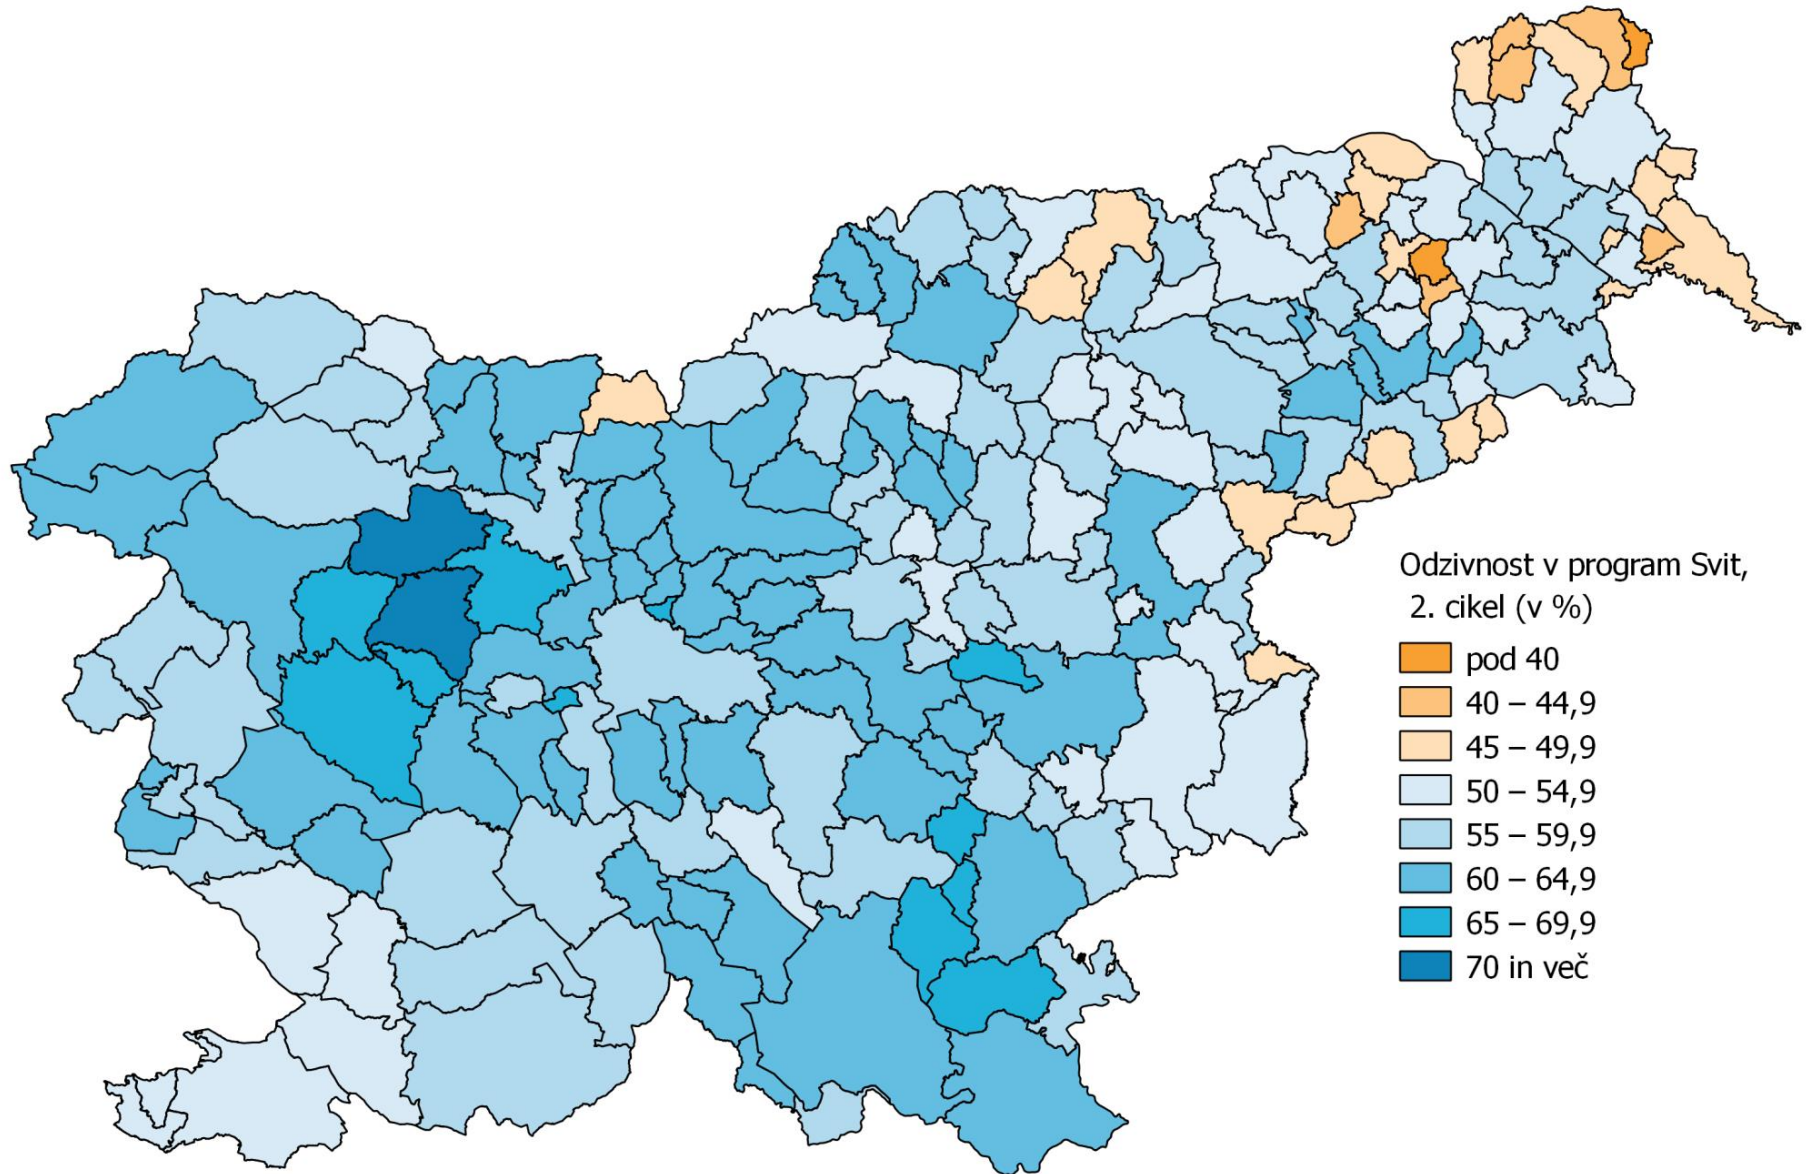 Odzivnost v program Svit,
2. cikel (v %)
pod 40
40 – 44,9
45 – 49,9
50 – 54,9
55 – 59,9
60 – 64,9
65 – 69,9
70 in več